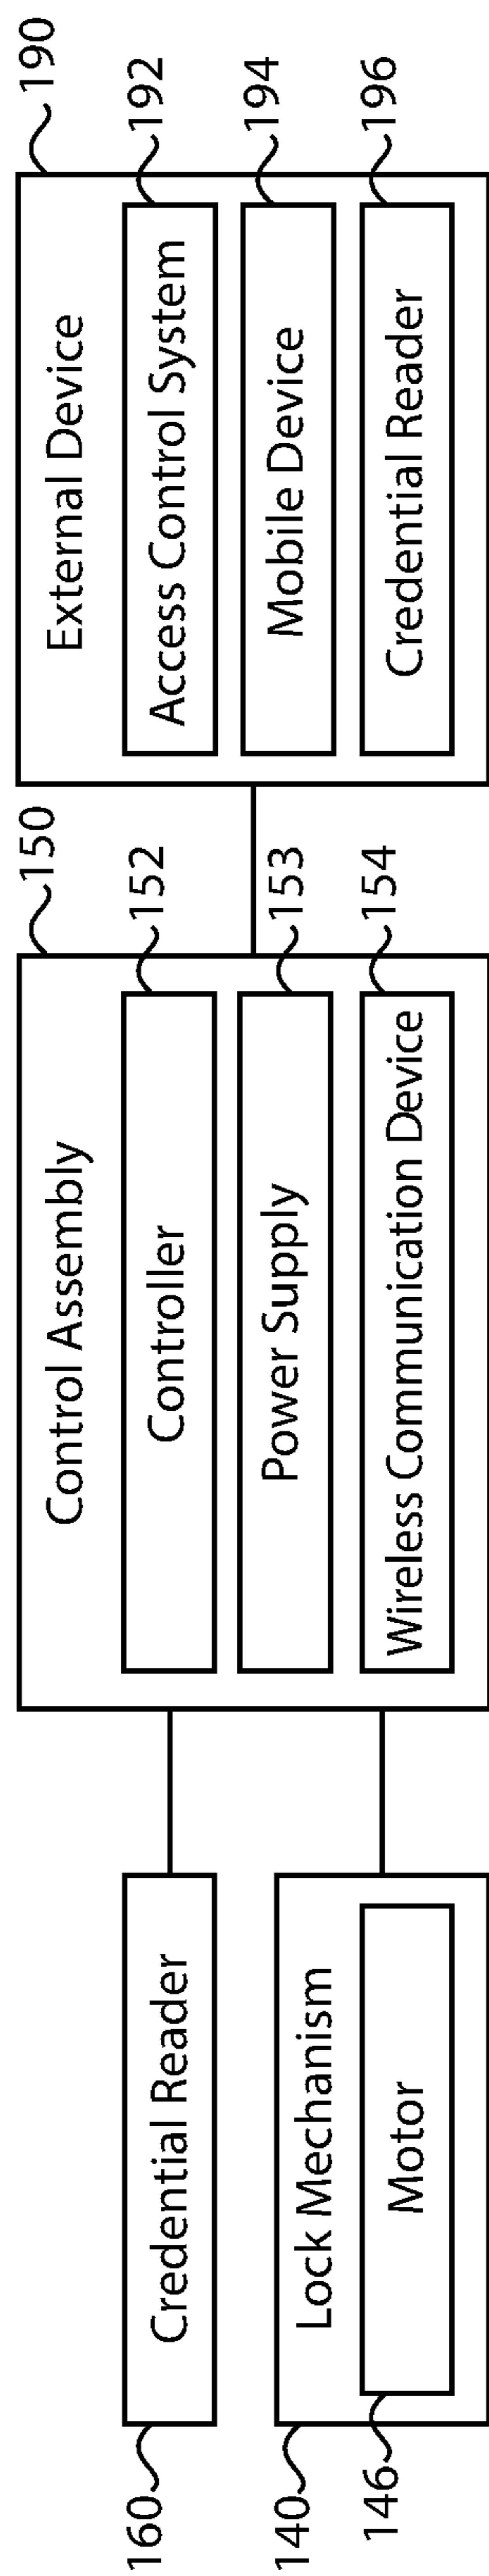 160
Credential Reader
140
Lock Mechanism
146
Motor
150
Control Assembly
152
Controller
153
Power Supply
154
Wireless Communication Device
190
External Device
192
Access Control System
194
Mobile Device
196
Credential Reader